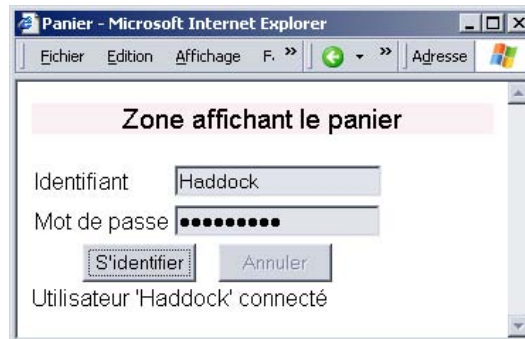 Panier - Microsoft Internet Explorer
Fichier Edition Affichage F. » » Adresse
Zone affichant le panier
Identifiant Haddock
Mot de passe •••••••••
S'identifier Annuler
Utilisateur 'Haddock' connecté